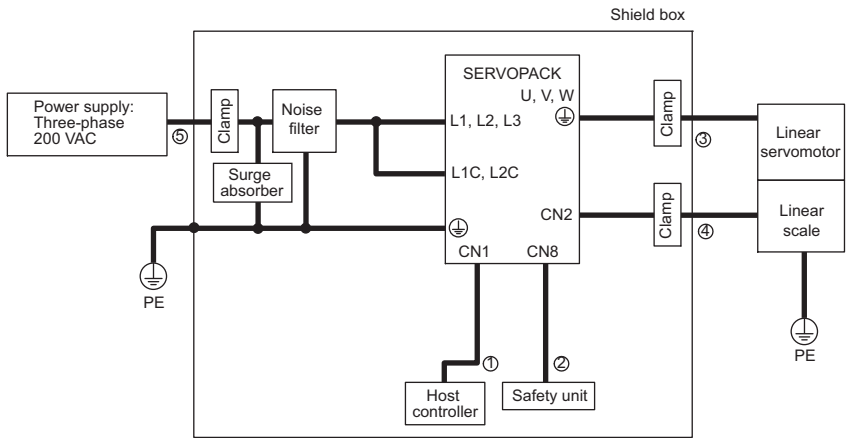 Shield box
SERVOPACK
U, V, W
Power supply:
Three-phase
200 VAC
⑤
Clamp
Noise
filter
L1, L2, L3
Clamp
③
Linear
servomotor
Surge
absorber
L1C, L2C
CN2
Clamp
④
Linear
scale
CN1
CN8
PE
PE
①
②
Host
controller
Safety unit